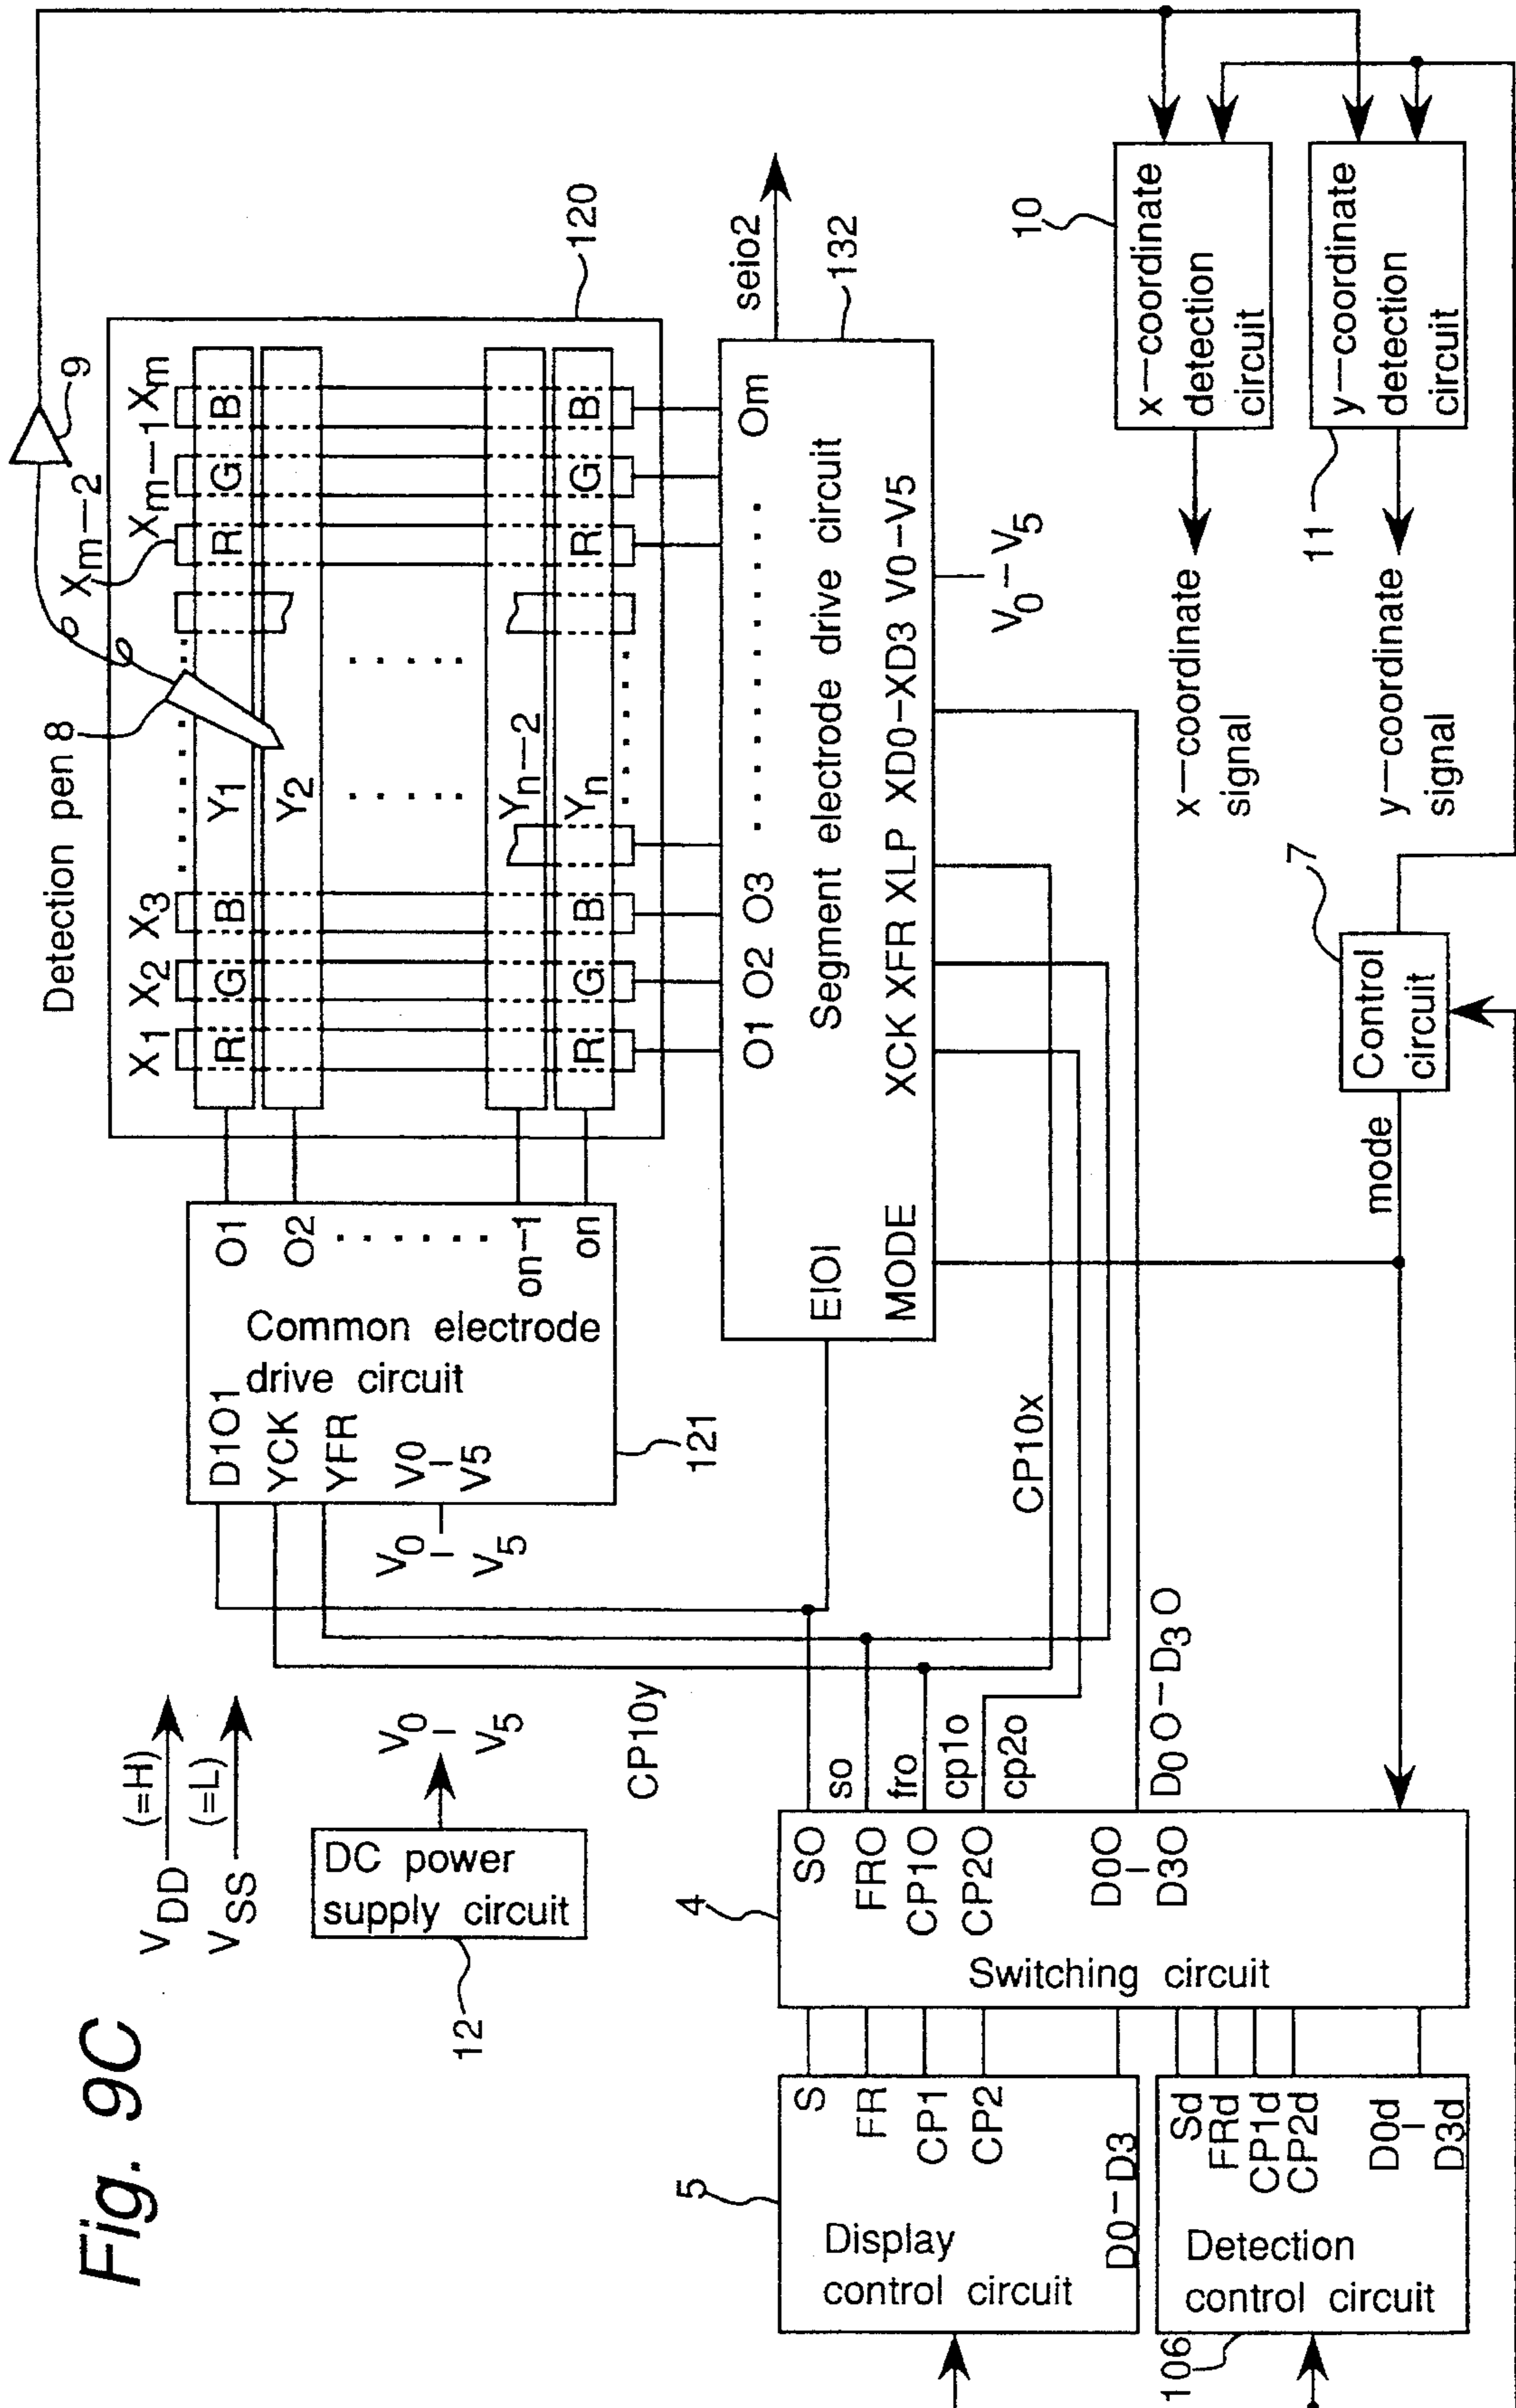 Fig. 9C
VDD (=H)
VSS (=L)
DC power
supply circuit
12
V0 – V5
Detection pen 8
9
X1 X2 X3 Xm–2 Xm–1 Xm
R G B R G B
Y1
Y2
Yn–2
Yn
R G B R G B
120
D1O1
YCK
YFR
V0 – V5
V0 – V5
Common electrode
drive circuit
O1
O2
on–1
on
121
CP10y
seio2
O1 O2 O3 Om
EIOI
Segment electrode drive circuit
MODE XCK XFR XLP XD0–XD3 V0–V5
132
V0–V5
CP10x
5
S
FR
CP1
CP2
D0–D3
Display
control circuit
4
SO
FRO
CP1O
CP2O
D0O – D3O
Switching circuit
so
fro
cp1o
cp2o
D0O–D3O
Sd
FRd
CP1d
CP2d
D0d – D3d
Detection
control circuit
106
mode
Control
circuit
7
10
x–coordinate
detection
circuit
x–coordinate
signal
11
y–coordinate
detection
circuit
y–coordinate
signal